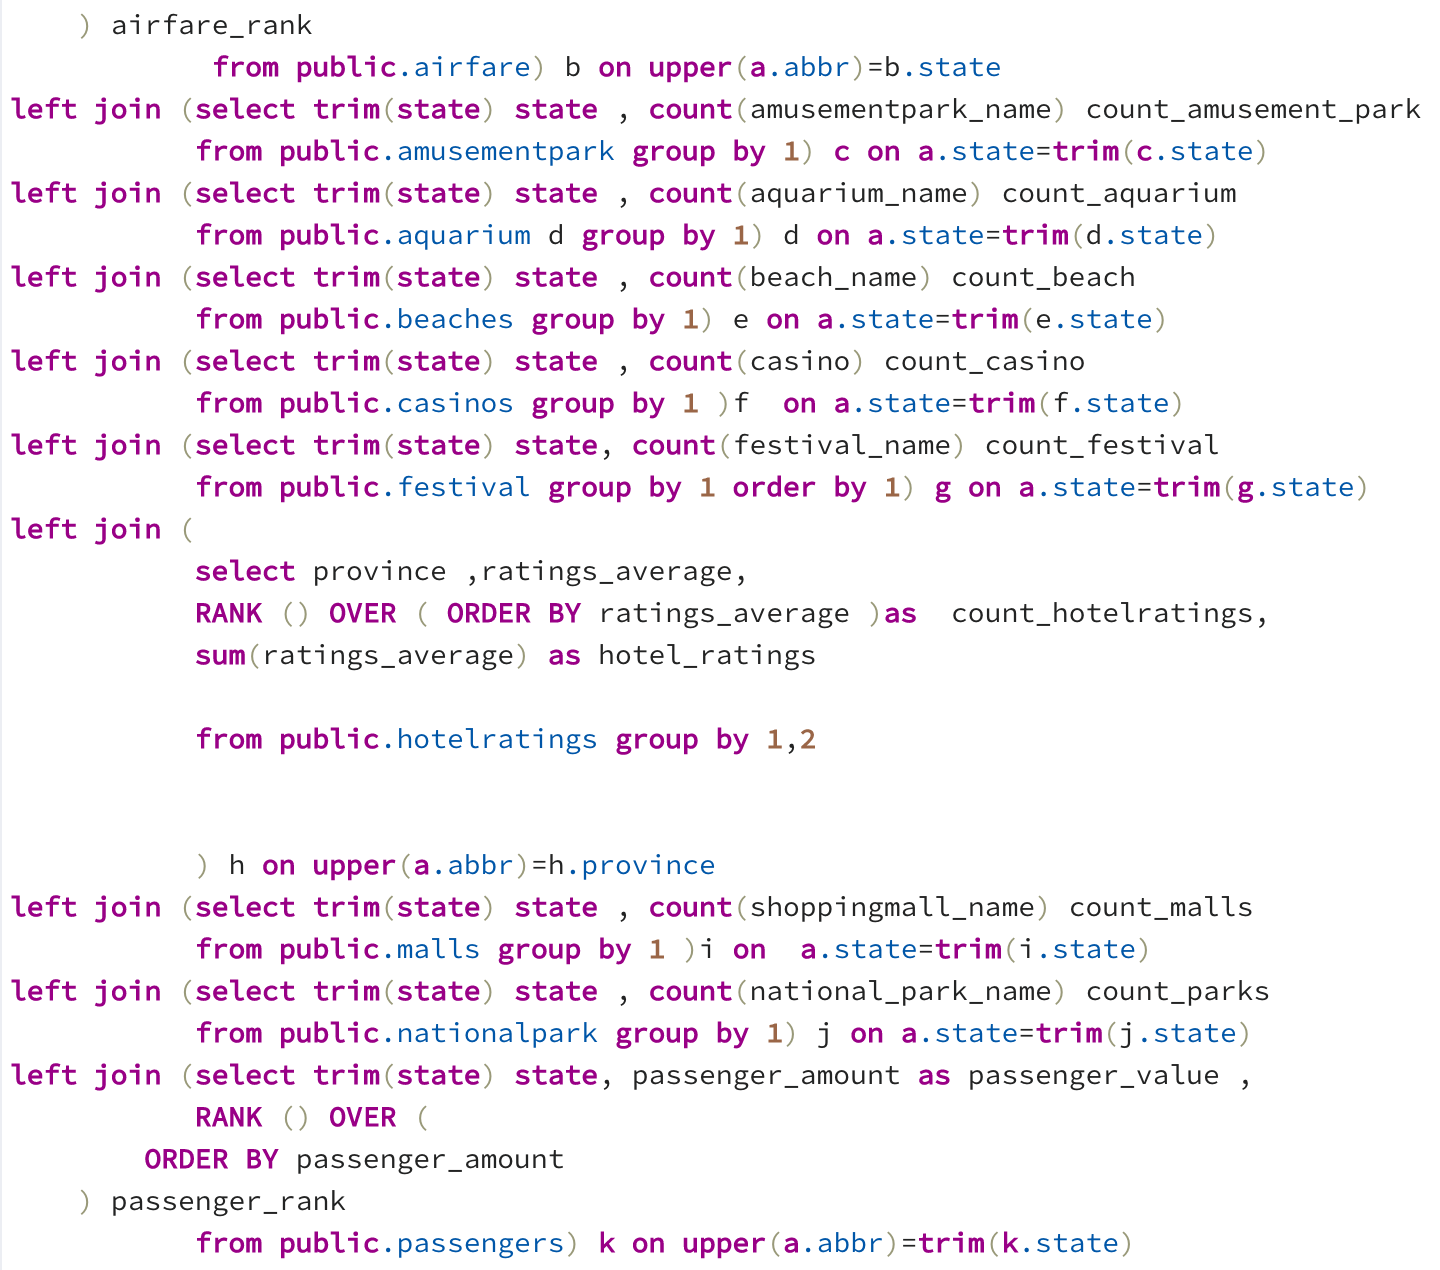 ) airfare_rank
from public.airfare) b on upper(a.abbr)=b.state
left join (select trim(state) state , count(amusementpark_name) count_amusement_park
from public.amusementpark group by 1) c on a.state=trim(c.state)
left join (select trim(state) state , count(aquarium_name) count_aquarium
from public.aquarium d group by 1) d on a.state=trim(d.state)
left join (select trim(state) state , count(beach_name) count_beach
from public.beaches group by 1) e on a.state=trim(e.state)
left join (select trim(state) state , count(casino) count_casino
from public.casinos group by 1 )f  on a.state=trim(f.state)
left join (select trim(state) state, count(festival_name) count_festival
from public.festival group by 1 order by 1) g on a.state=trim(g.state)
left join (
select province ,ratings_average,
RANK () OVER ( ORDER BY ratings_average )as  count_hotelratings,
sum(ratings_average) as hotel_ratings
from public.hotelratings group by 1,2
) h on upper(a.abbr)=h.province
left join (select trim(state) state , count(shoppingmall_name) count_malls
from public.malls group by 1 )i on  a.state=trim(i.state)
left join (select trim(state) state , count(national_park_name) count_parks
from public.nationalpark group by 1) j on a.state=trim(j.state)
left join (select trim(state) state, passenger_amount as passenger_value ,
RANK () OVER (
ORDER BY passenger_amount
) passenger_rank
from public.passengers) k on upper(a.abbr)=trim(k.state)